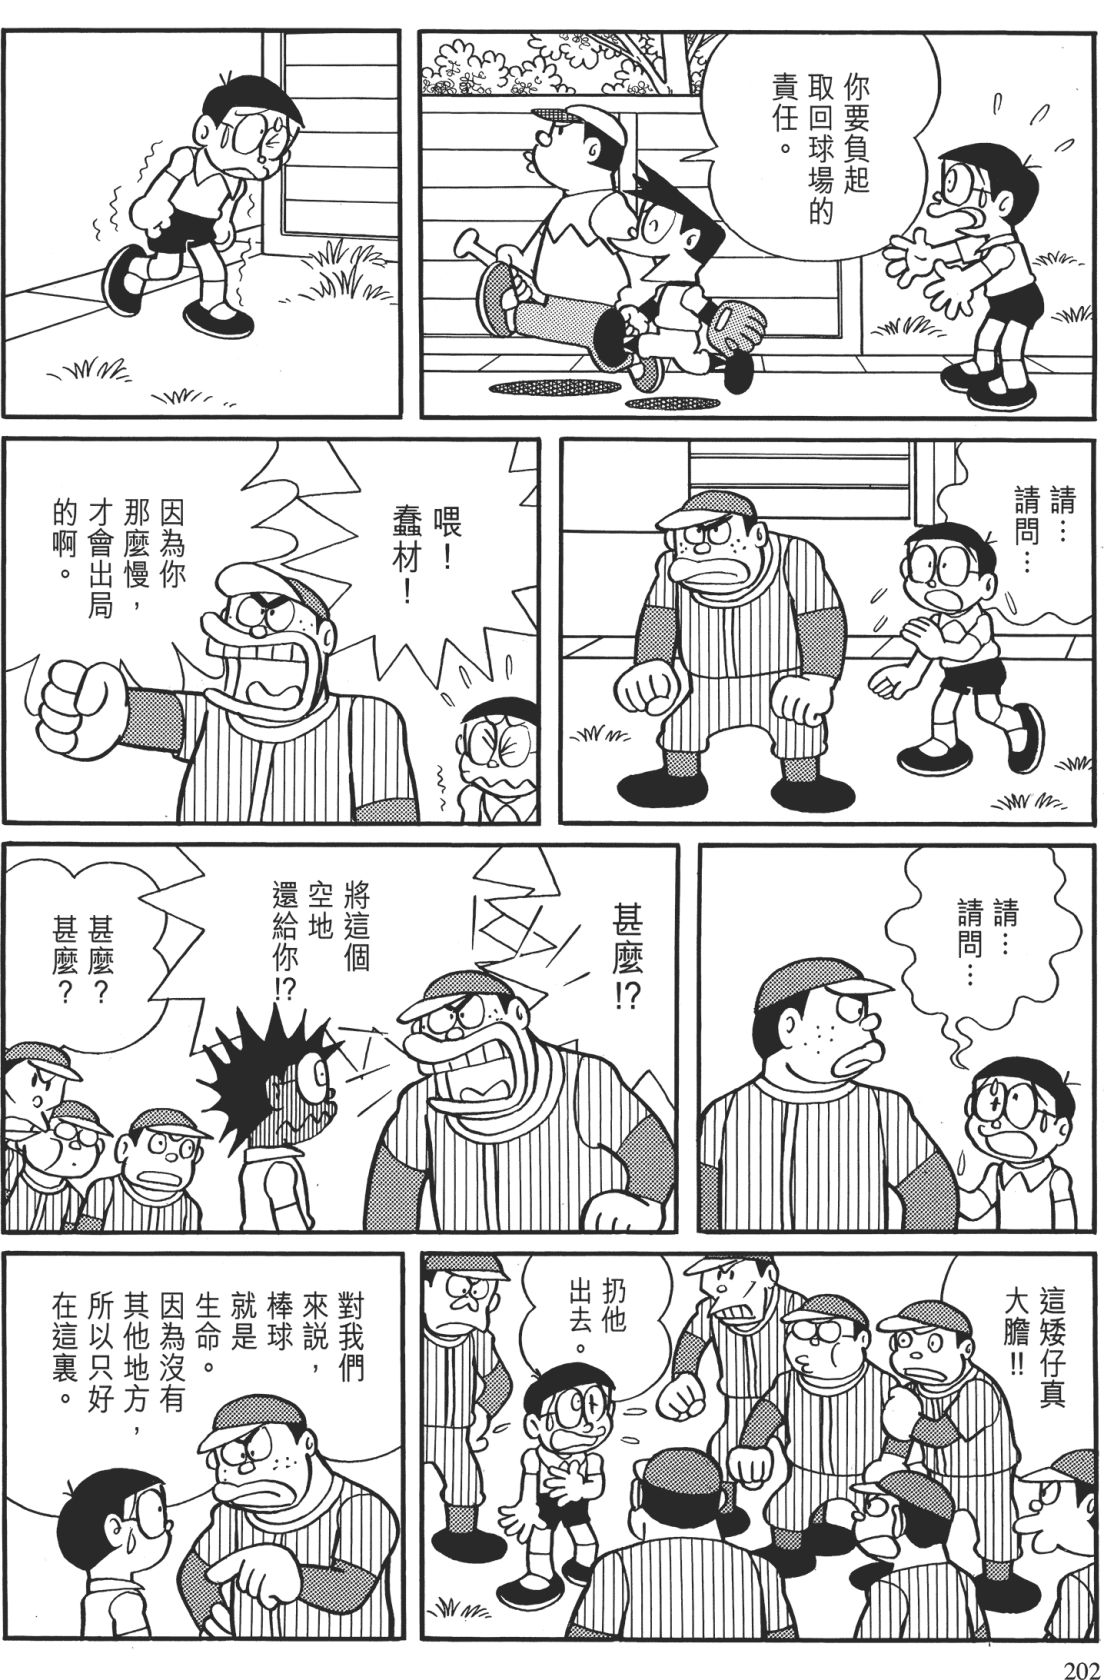 你要負起
取回球場的
責任。
請…
請問…
喂！
蠢材！
因為你
那麼慢，
才會出局
的啊。
請…
請問…
甚麼!?
將這個
空地
還給你!?
甚麼？
甚麼？
這矮仔真
大膽!!
扔他
出去。
對我們
來説，
棒球
就是
生命。
因為沒有
其他地方，
所以只好
在這裏。
202